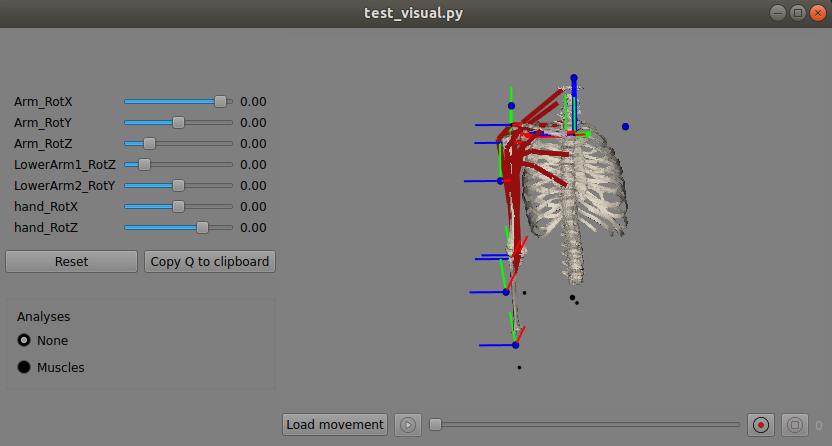 test_visual.py
Arm_RotX 0.00
Arm_RotY 0.00
Arm_RotZ 0.00
LowerArm1_RotZ 0.00
LowerArm2_RotY 0.00
hand_RotX 0.00
hand_RotZ 0.00
Reset Copy Q to clipboard
Analyses
None
Muscles
Load movement 0